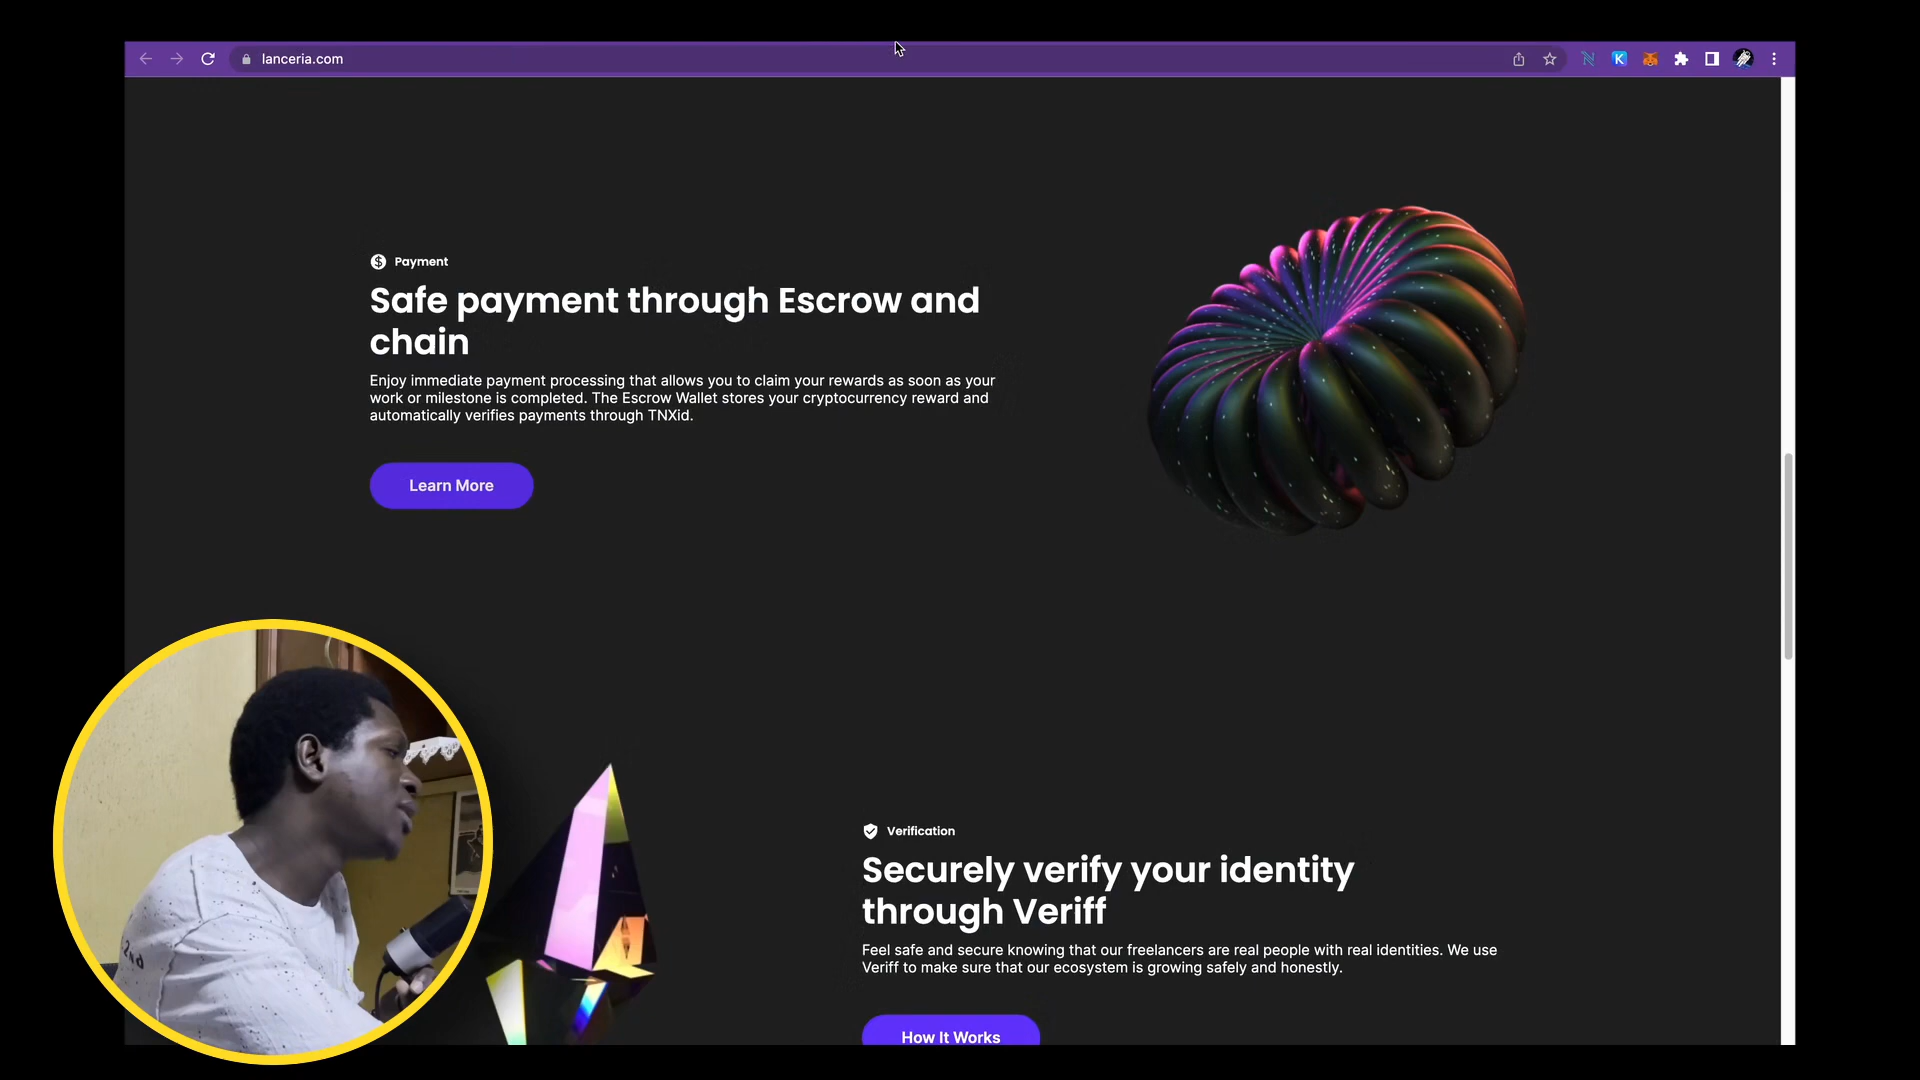 lanceria.com
Payment
Safe payment through Escrow and
chain
Enjoy immediate payment processing that allows you to claim your rewards as soon as your
work or milestone is completed. The Escrow Wallet stores your cryptocurrency reward and
automatically verifies payments through TNXid.
Learn More
Verification
Securely verify your identity
through Veriff
Feel safe and secure knowing that our freelancers are real people with real identities. We use
Veriff to make sure that our ecosystem is growing safely and honestly.
How It Works